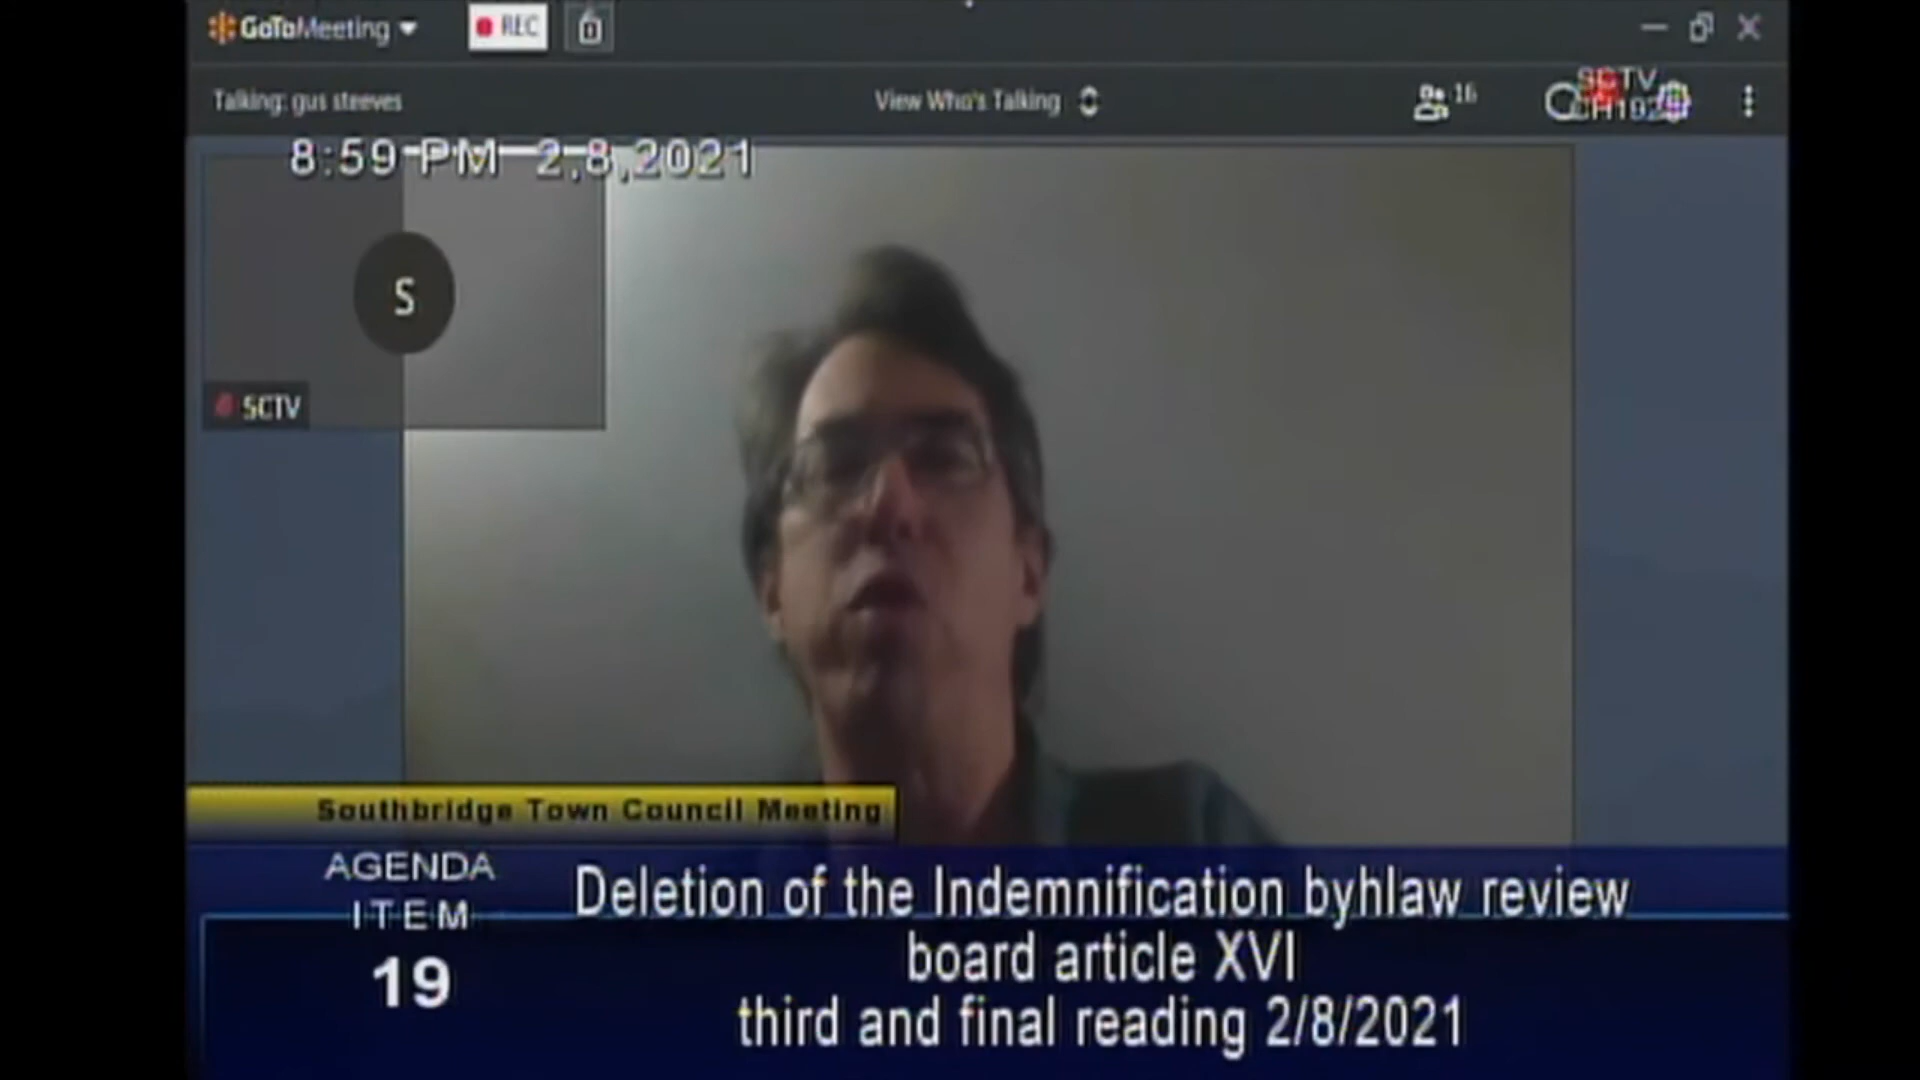 GoToMeeting
REC
Talking: gus steeves
View Who's Talking
16
SCTV
CH192
8:59 PM 2,8,2021
S
SCTV
Southbridge Town Council Meeting
AGENDA
ITEM
19
Deletion of the Indemnification byhlaw review
board article XVI
third and final reading 2/8/2021